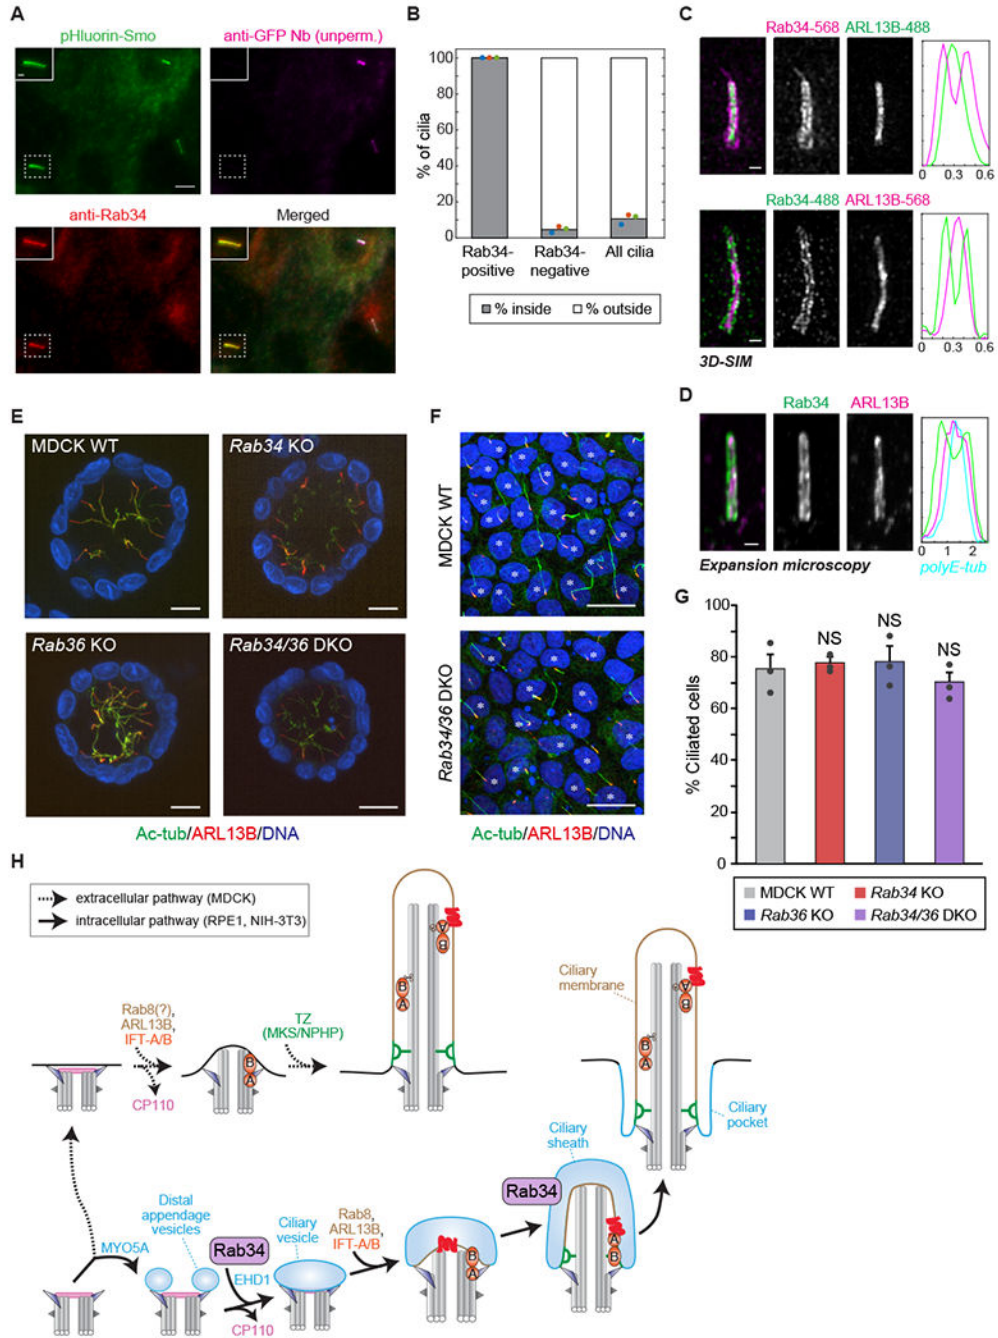 A
pHluorin-Smo
anti-GFP Nb (unperm.)
anti-Rab34
Merged
B
% of cilia
100
80
60
40
20
0
Rab34-
positive
Rab34-
negative
All cilia
% inside
% outside
C
Rab34-568 ARL13B-488
0 0.3 0.6
Rab34-488 ARL13B-568
0 0.3 0.6
3D-SIM
D
Rab34
ARL13B
0 1 2
Expansion microscopy
polyE-tub
E
MDCK WT
Rab34 KO
Rab36 KO
Rab34/36 DKO
Ac-tub/ARL13B/DNA
F
MDCK WT
* * * * * * * * * * * * * * * * * * * *
Rab34/36 DKO
Ac-tub/ARL13B/DNA
G
% Ciliated cells
100
80
60
40
20
0
NS
NS
NS
MDCK WT
Rab34 KO
Rab36 KO
Rab34/36 DKO
H
extracellular pathway (MDCK)
intracellular pathway (RPE1, NIH-3T3)
Rab8(?),
ARL13B,
IFT-A/B
CP110
B
A
TZ
(MKS/NPHP)
B
A
A
B
Ciliary
membrane
A
B
B
A
Ciliary
pocket
Ciliary
sheath
MYO5A
Distal
appendage
vesicles
Rab34
EHD1
CP110
Ciliary
vesicle
Rab8,
ARL13B,
IFT-A/B
B
A
Rab34
A
B